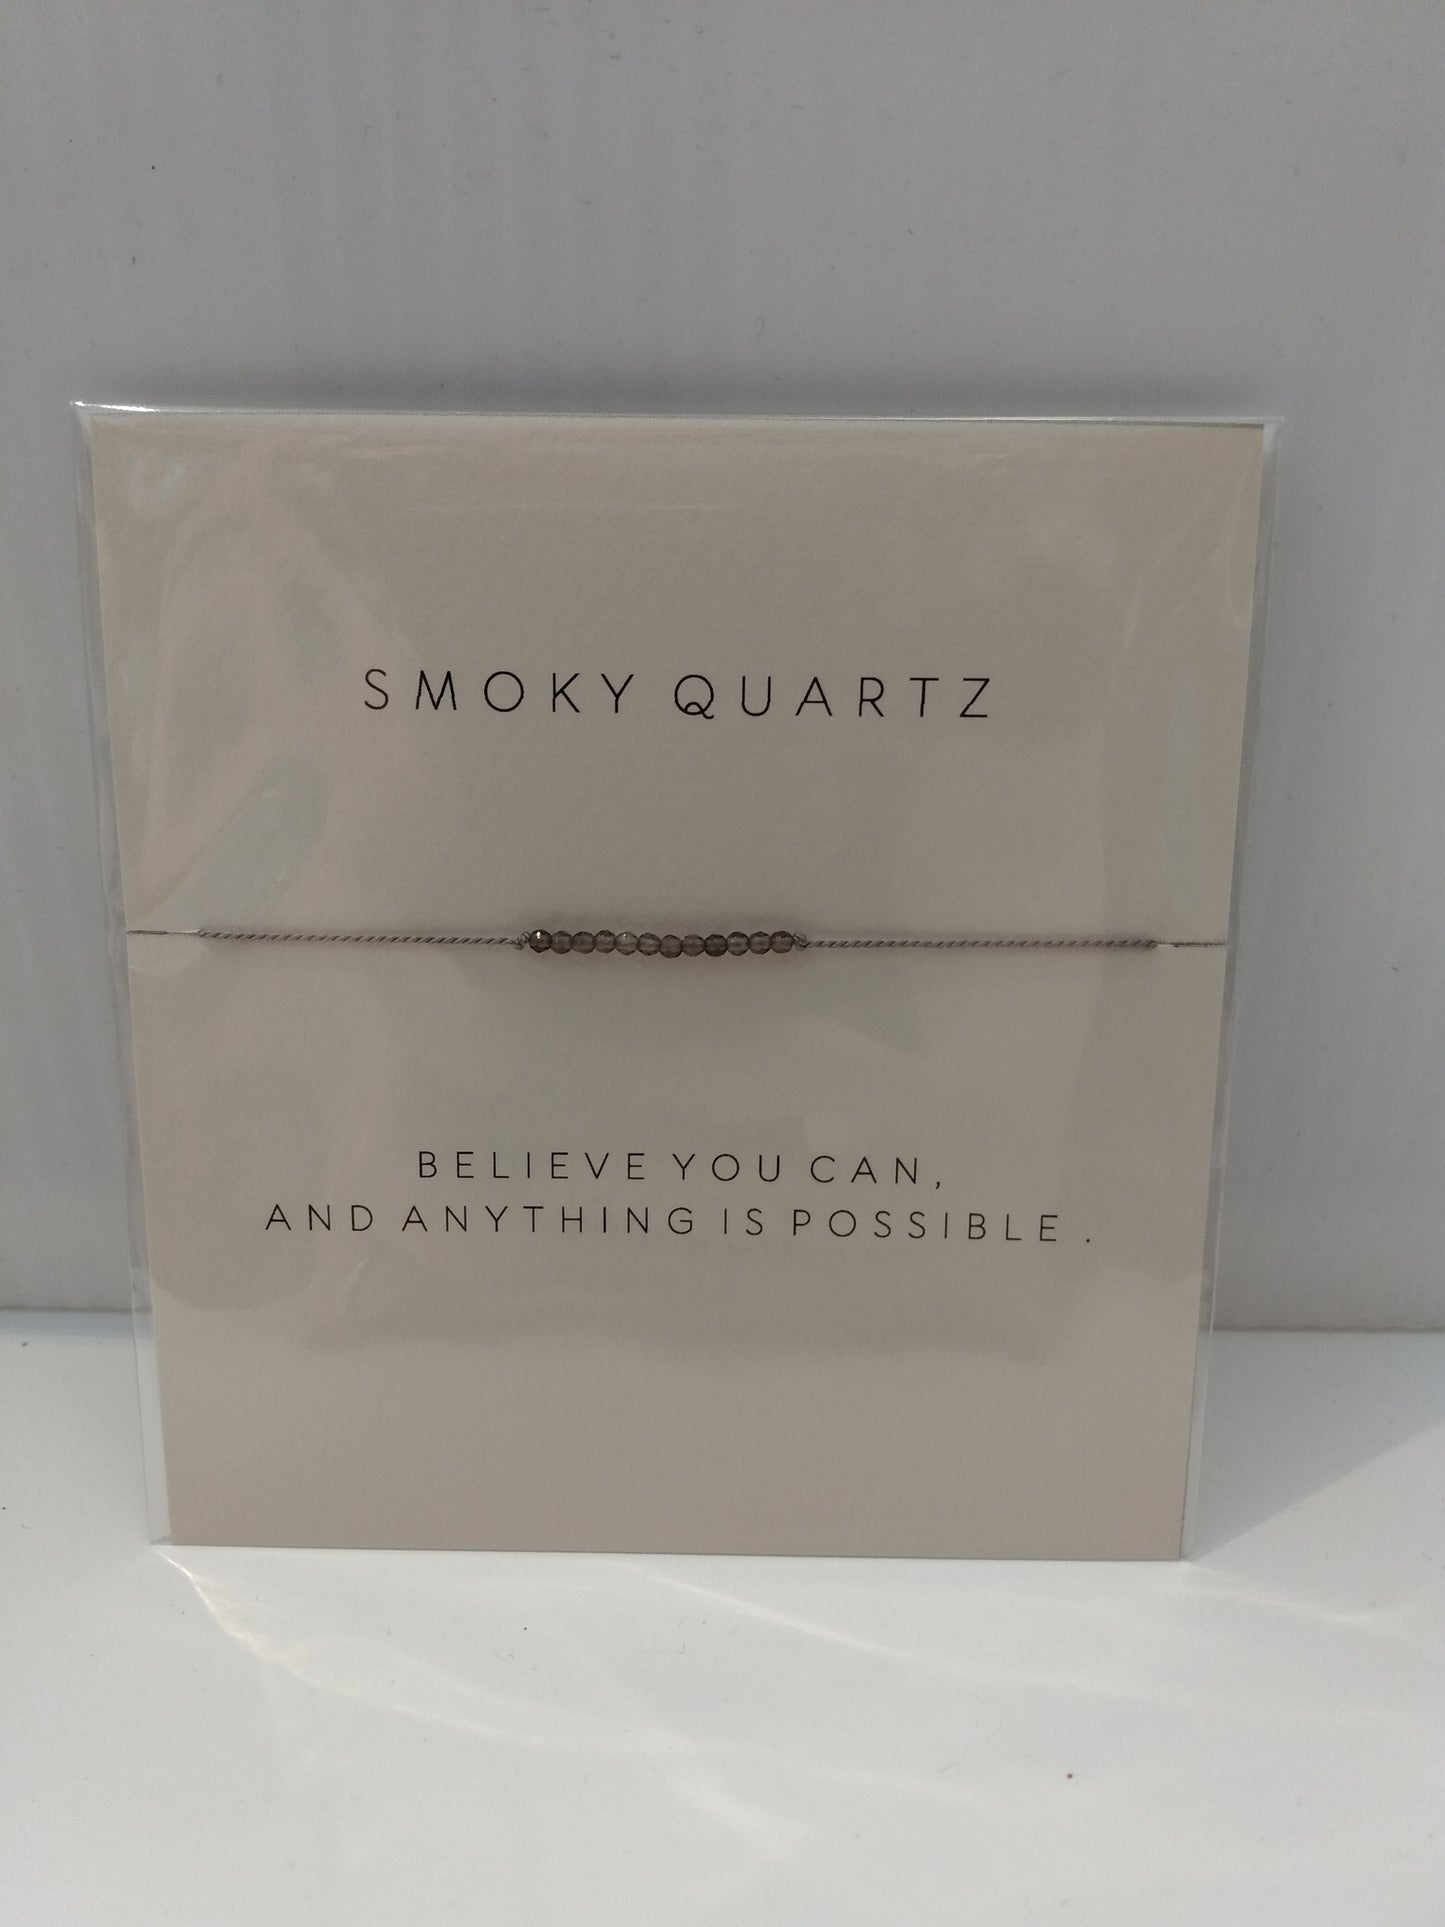 SMOKY QUARTZ
BELIEVE YOU CAN,
AND ANYTHING IS POSSIBLE .